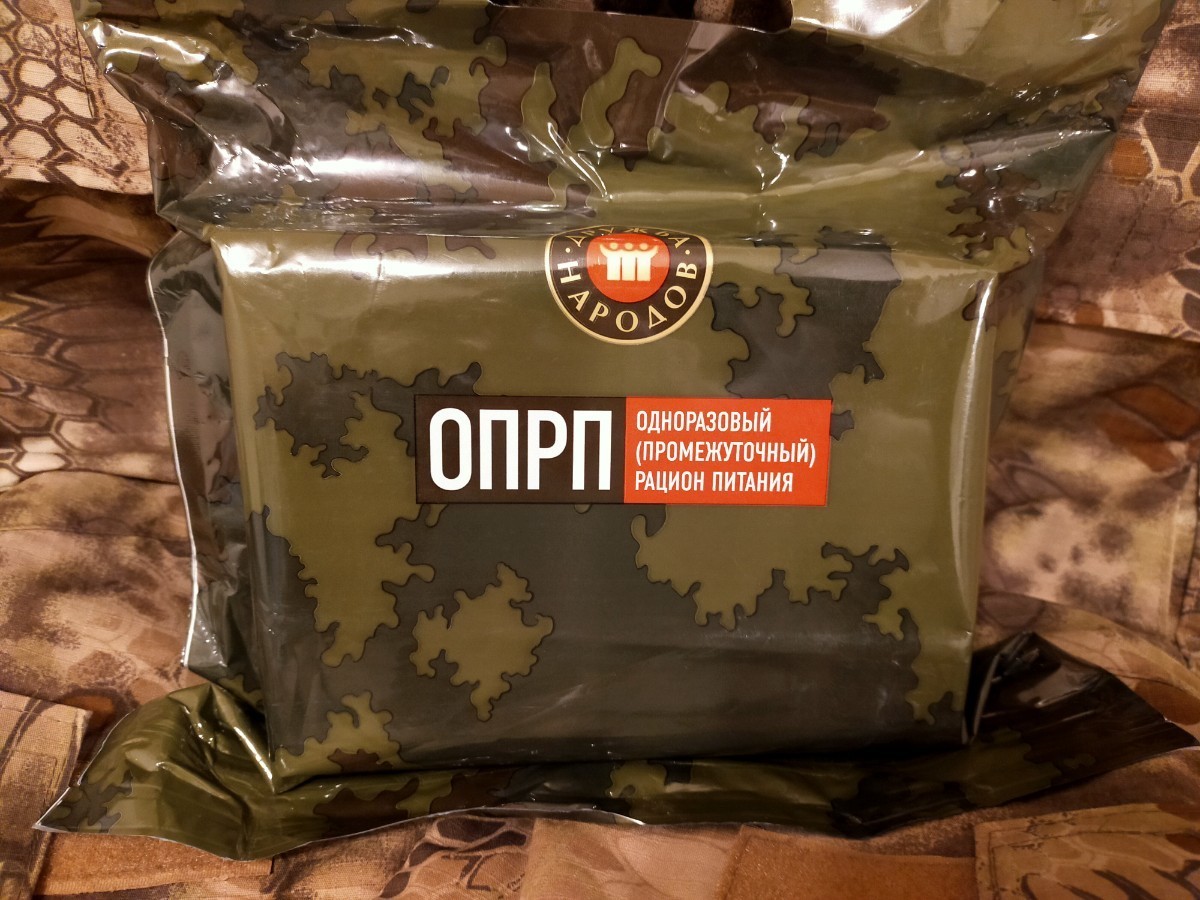 ДРУЖБА
НАРОДОВ
ОПРП
ОДНОРАЗОВЫЙ
(ПРОМЕЖУТОЧНЫЙ)
РАЦИОН ПИТАНИЯ